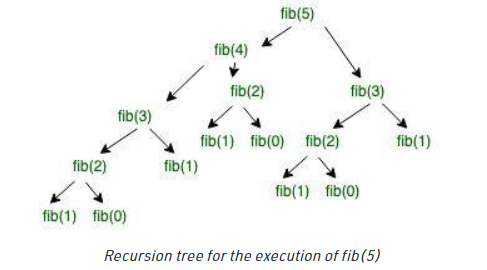 fib(5)
fib(4)
fib(2)
fib(3)
fib(3)
fib(1) fib(0) fib(2) fib(1)
fib(2) fib(1)
fib(1) fib(0)
fib(1) fib(0)
Recursion tree for the execution of fib(5)